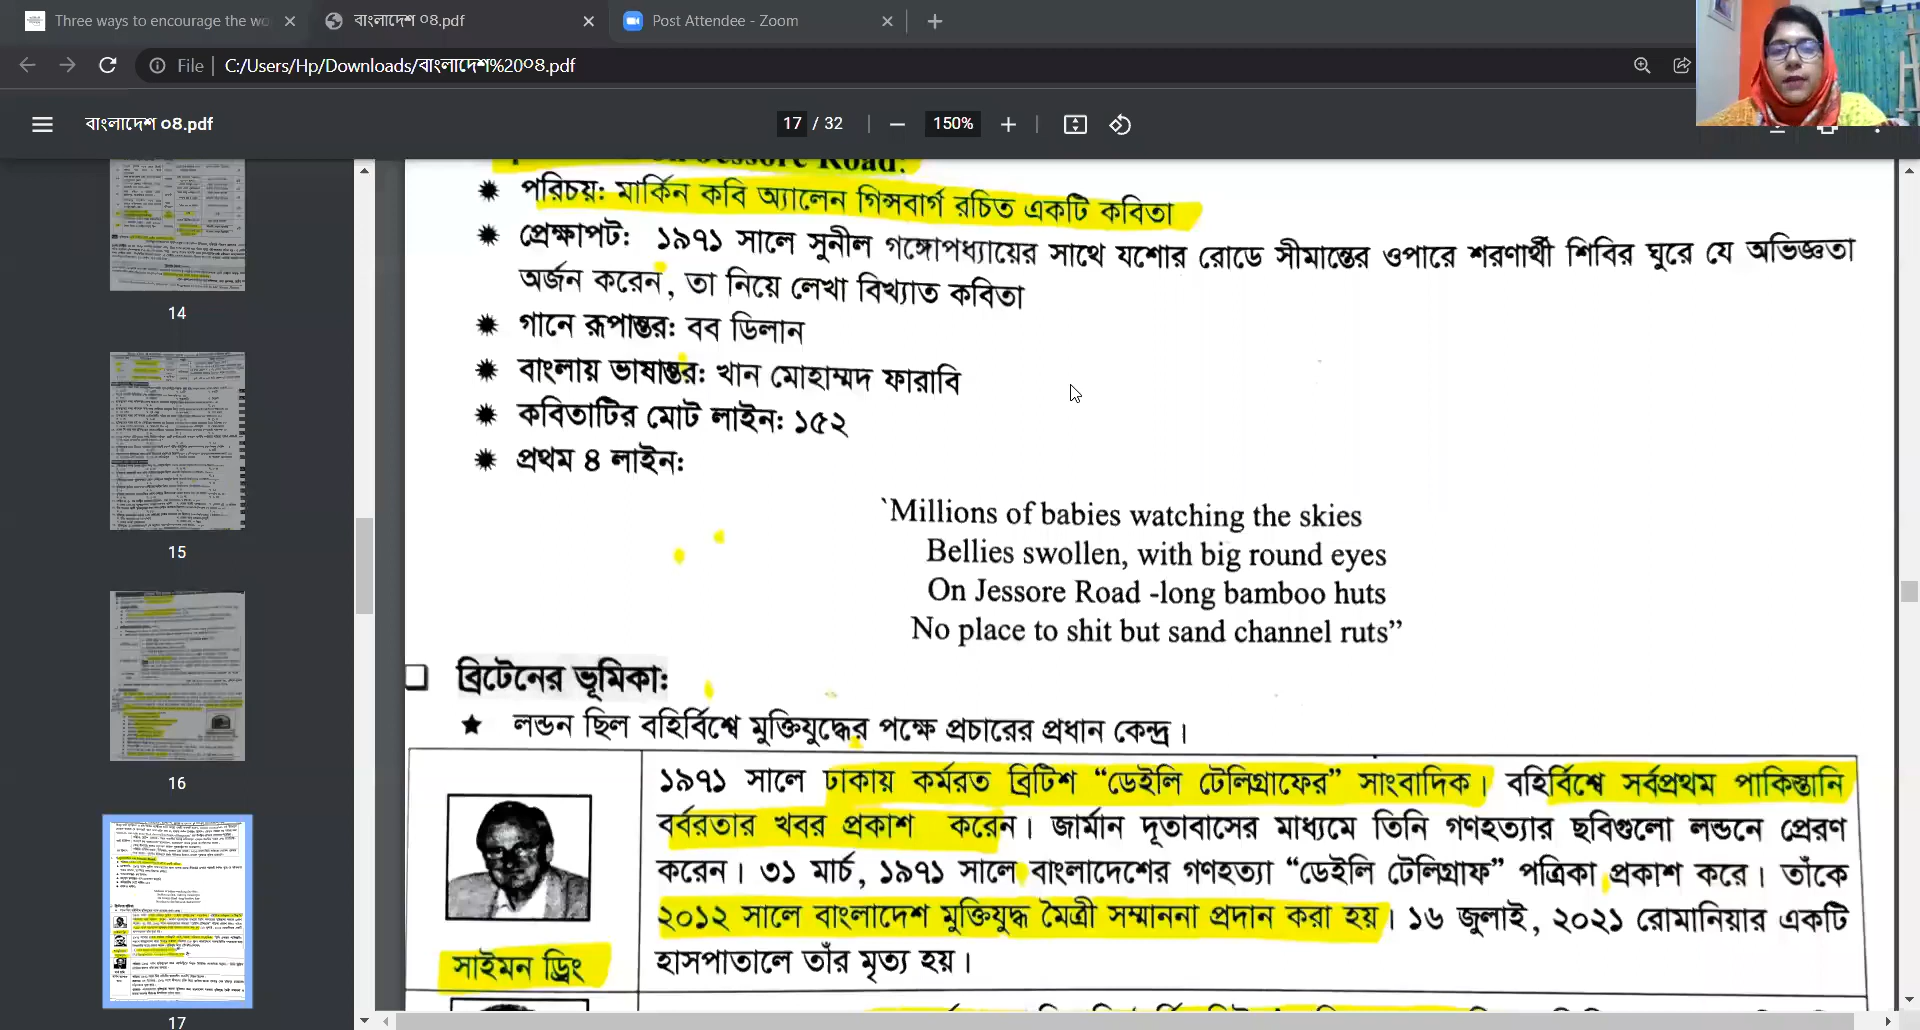 Three ways to encourage the wo
বাংলাদেশ ০৪.pdf
Post Attendee - Zoom
File
C:/Users/Hp/Downloads/বাংলাদেশ%20০৪.pdf
বাংলাদেশ ০৪.pdf
17 / 32
150%
14
15
16
17
on Jessore Road:
পরিচয়: মার্কিন কবি অ্যালেন গিন্সবার্গ রচিত একটি কবিতা
প্রেক্ষাপট: ১৯৭১ সালে সুনীল গঙ্গোপধ্যায়ের সাথে যশোর রোডে সীমান্তের ওপারে শরণার্থী শিবির ঘুরে যে অভিজ্ঞতা
অর্জন করেন, তা নিয়ে লেখা বিখ্যাত কবিতা
গানে রূপান্তর: বব ডিলান
বাংলায় ভাষান্তর: খান মোহাম্মদ ফারাবি
কবিতাটির মোট লাইন: ১৫২
প্রথম ৪ লাইন:
`Millions of babies watching the skies
Bellies swollen, with big round eyes
On Jessore Road -long bamboo huts
No place to shit but sand channel ruts”
ব্রিটেনের ভূমিকা:
লন্ডন ছিল বহির্বিশ্বে মুক্তিযুদ্ধের পক্ষে প্রচারের প্রধান কেন্দ্র।
১৯৭১ সালে ঢাকায় কর্মরত ব্রিটিশ “ডেইলি টেলিগ্রাফের” সাংবাদিক। বহির্বিশ্বে সর্বপ্রথম পাকিস্তানি
বর্বরতার খবর প্রকাশ করেন। জার্মান দূতাবাসের মাধ্যমে তিনি গণহত্যার ছবিগুলো লন্ডনে প্রেরণ
করেন। ৩১ মার্চ, ১৯৭১ সালে বাংলাদেশের গণহত্যা “ডেইলি টেলিগ্রাফ” পত্রিকা প্রকাশ করে। তাঁকে
২০১২ সালে বাংলাদেশ মুক্তিযুদ্ধ মৈত্রী সম্মাননা প্রদান করা হয়। ১৬ জুলাই, ২০২১ রোমানিয়ার একটি
হাসপাতালে তাঁর মৃত্য হয়।
সাইমন ড্রিং